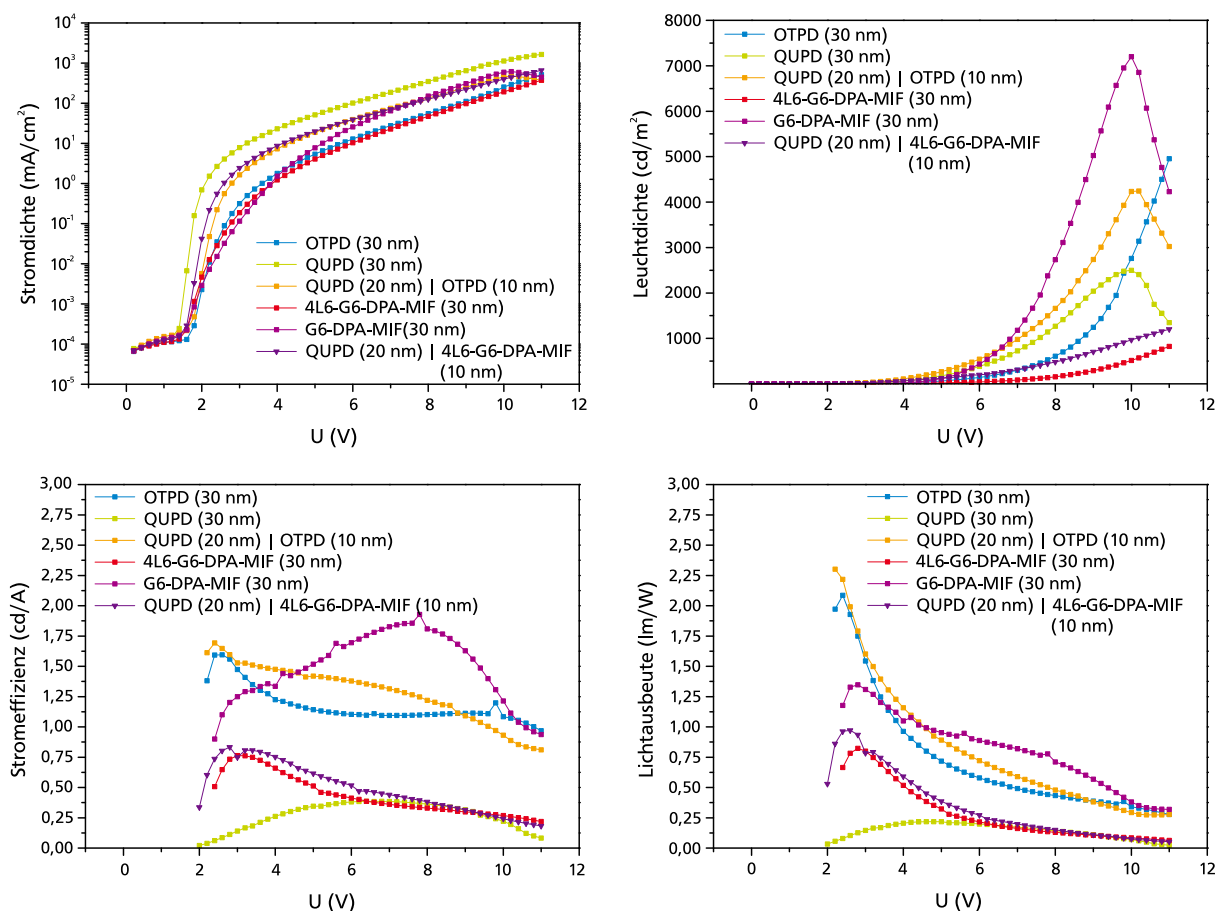 10⁴
10³
10²
10¹
10⁰
10⁻¹
10⁻²
10⁻³
10⁻⁴
10⁻⁵
Stromdichte (mA/cm²)
OTPD (30 nm)
QUPD (30 nm)
QUPD (20 nm) | OTPD (10 nm)
4L6-G6-DPA-MIF (30 nm)
G6-DPA-MIF(30 nm)
QUPD (20 nm) | 4L6-G6-DPA-MIF
(10 nm)
0 2 4 6 8 10 12
U (V)
8000
7000
6000
5000
4000
3000
2000
1000
Leuchtdichte (cd/m²)
OTPD (30 nm)
QUPD (30 nm)
QUPD (20 nm) | OTPD (10 nm)
4L6-G6-DPA-MIF (30 nm)
G6-DPA-MIF (30 nm)
QUPD (20 nm) | 4L6-G6-DPA-MIF
(10 nm)
0 2 4 6 8 10 12
U (V)
3,00
2,75
2,50
2,25
2,00
1,75
1,50
1,25
1,00
0,75
0,50
0,25
0,00
Stromeffizienz (cd/A)
OTPD (30 nm)
QUPD (30 nm)
QUPD (20 nm) | OTPD (10 nm)
4L6-G6-DPA-MIF (30 nm)
G6-DPA-MIF (30 nm)
QUPD (20 nm) | 4L6-G6-DPA-MIF (10 nm)
0 2 4 6 8 10 12
U (V)
3,00
2,75
2,50
2,25
2,00
1,75
1,50
1,25
1,00
0,75
0,50
0,25
0,00
Lichtausbeute (lm/W)
OTPD (30 nm)
QUPD (30 nm)
QUPD (20 nm) | OTPD (10 nm)
4L6-G6-DPA-MIF (30 nm)
G6-DPA-MIF (30 nm)
QUPD (20 nm) | 4L6-G6-DPA-MIF
(10 nm)
0 2 4 6 8 10 12
U (V)